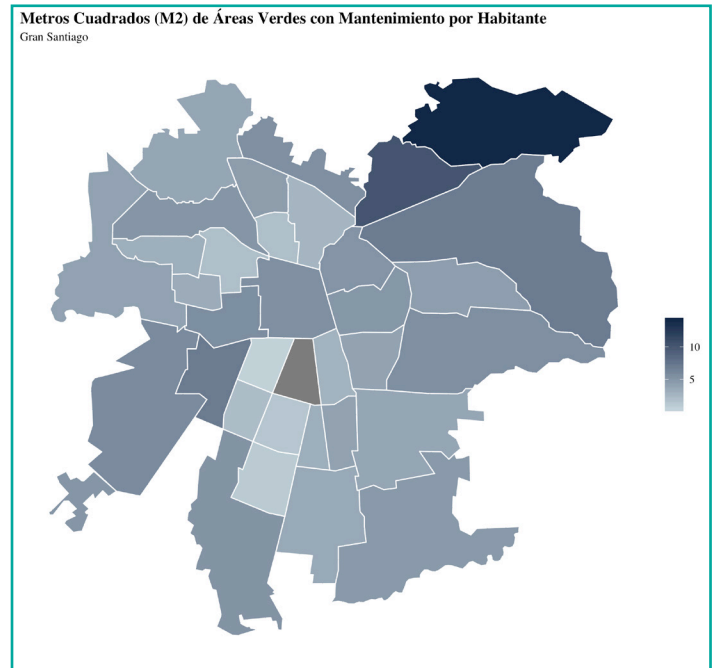 Metros Cuadrados (M2) de Áreas Verdes con Mantenimiento por Habitante
Gran Santiago
10
5